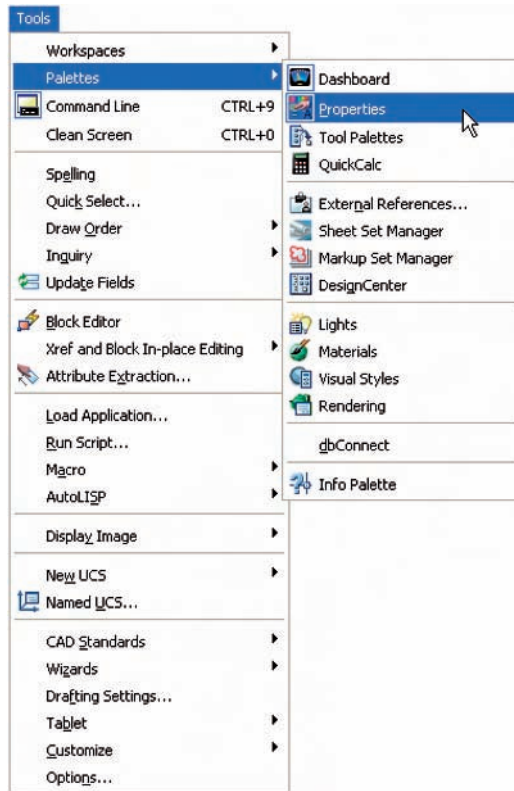 Tools
Workspaces
Palettes
Command Line CTRL+9
Clean Screen CTRL+0
Spelling
Quick Select...
Draw Order
Inquiry
Update Fields
Block Editor
Xref and Block In-place Editing
Attribute Extraction...
Load Application...
Run Script...
Macro
AutoLISP
Display Image
New UCS
Named UCS...
CAD Standards
Wizards
Drafting Settings...
Tablet
Customize
Options...
Dashboard
Properties
Tool Palettes
QuickCalc
External References...
Sheet Set Manager
Markup Set Manager
DesignCenter
Lights
Materials
Visual Styles
Rendering
dbConnect
Info Palette